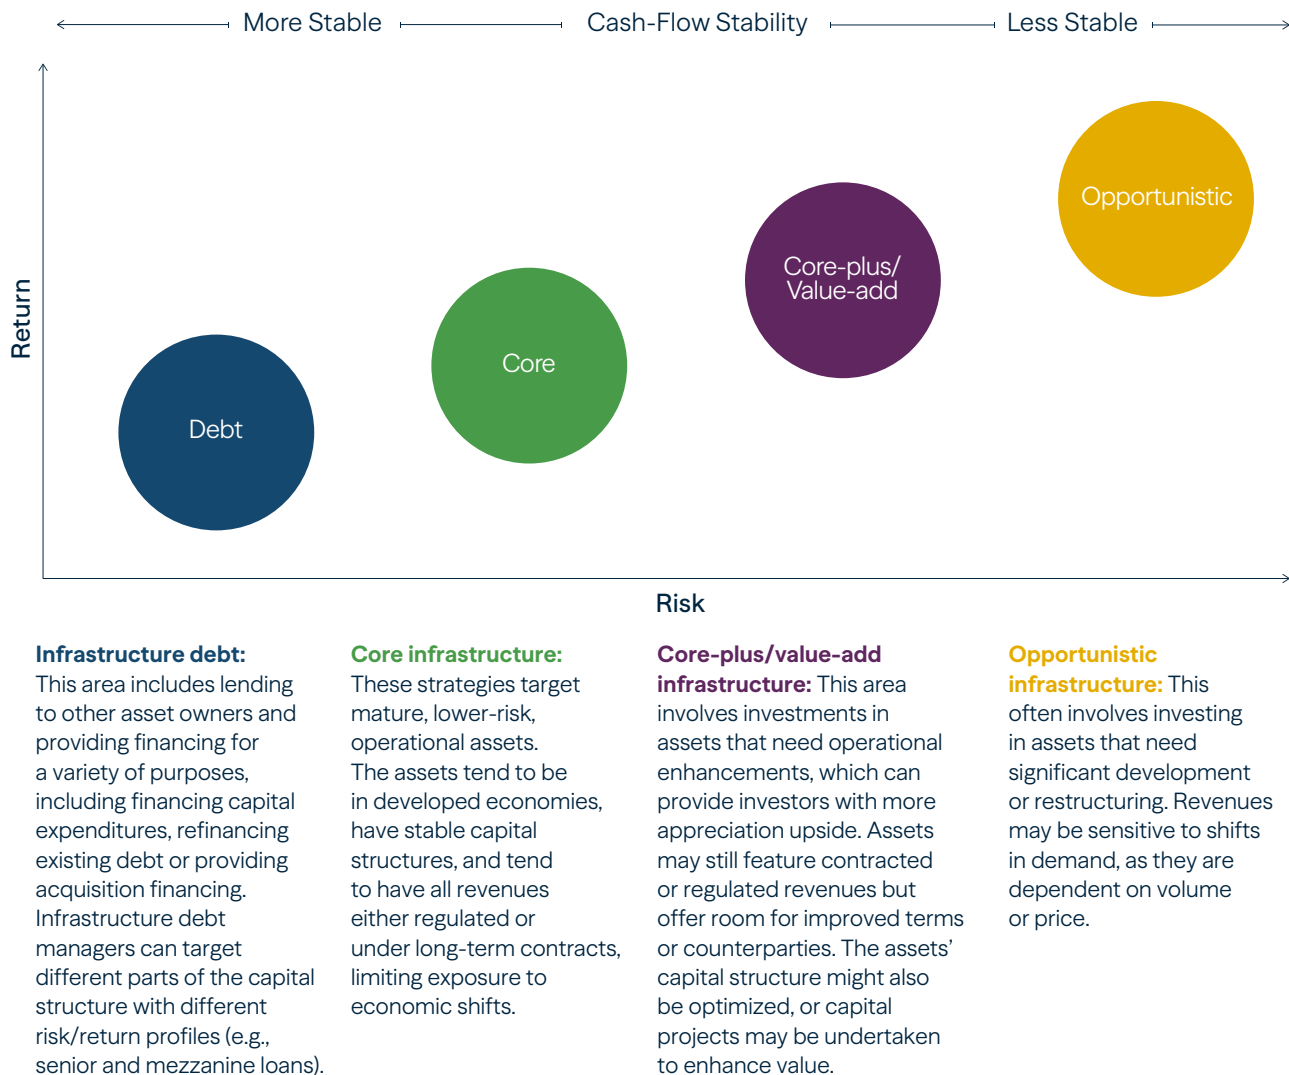 More Stable
Cash-Flow Stability
Less Stable
Return
Debt
Core
Core-plus/
Value-add
Opportunistic
Risk
Infrastructure debt:
This area includes lending
to other asset owners and
providing financing for
a variety of purposes,
including financing capital
expenditures, refinancing
existing debt or providing
acquisition financing.
Infrastructure debt
managers can target
different parts of the capital
structure with different
risk/return profiles (e.g.,
senior and mezzanine loans).
Core infrastructure:
These strategies target
mature, lower-risk,
operational assets.
The assets tend to be
in developed economies,
have stable capital
structures, and tend
to have all revenues
either regulated or
under long-term contracts,
limiting exposure to
economic shifts.
Core-plus/value-add
infrastructure: This area
involves investments in
assets that need operational
enhancements, which can
provide investors with more
appreciation upside. Assets
may still feature contracted
or regulated revenues but
offer room for improved terms
or counterparties. The assets’
capital structure might also
be optimized, or capital
projects may be undertaken
to enhance value.
Opportunistic
infrastructure: This
often involves investing
in assets that need
significant development
or restructuring. Revenues
may be sensitive to shifts
in demand, as they are
dependent on volume
or price.